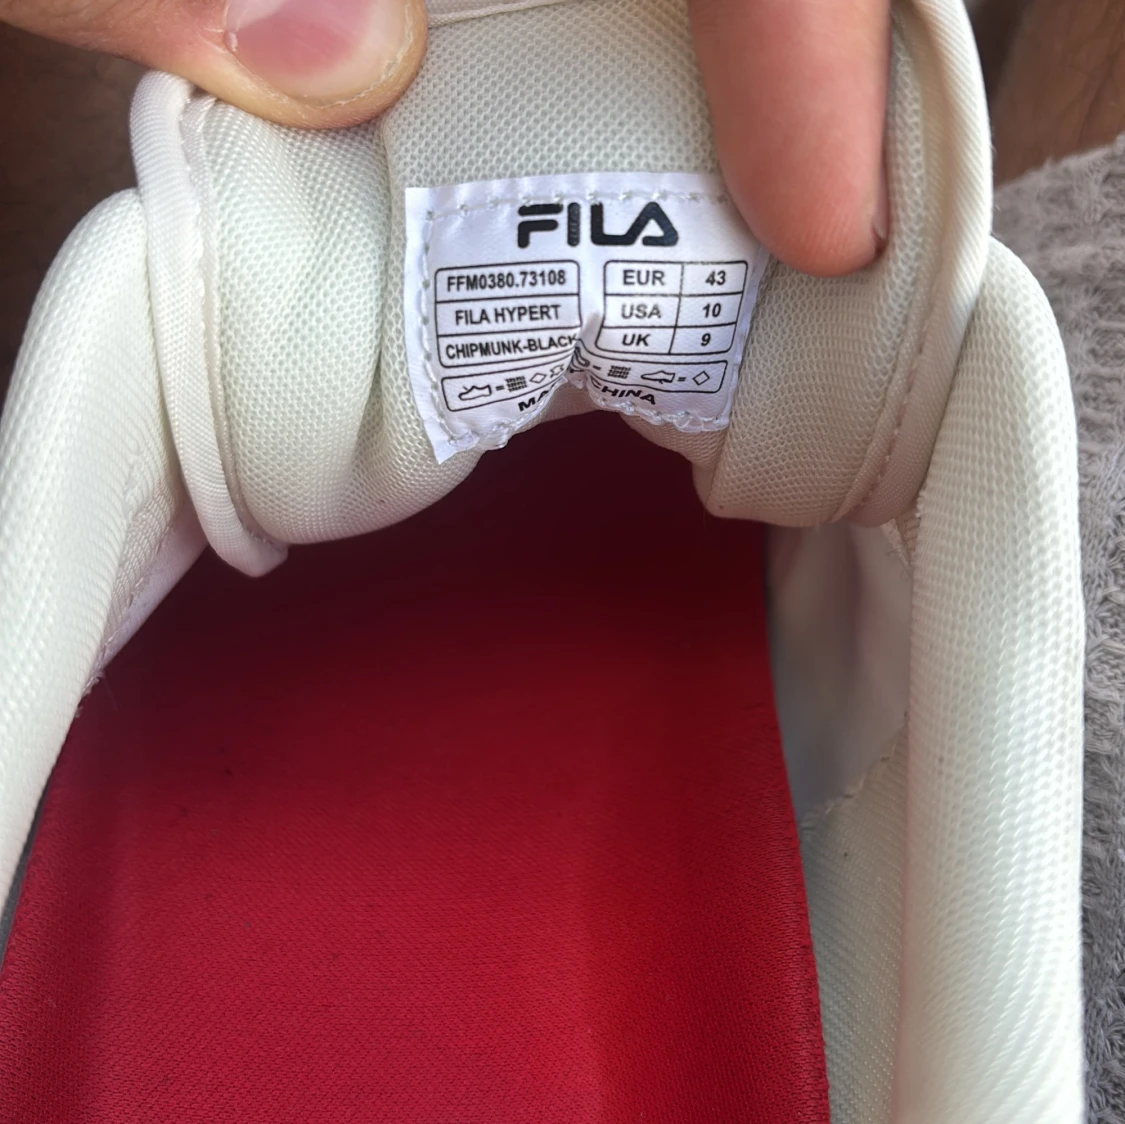 FILA
FFM0380.73108
FILA HYPERT
CHIPMUNK-BLACK
EUR 43
USA 10
UK 9
CHINA